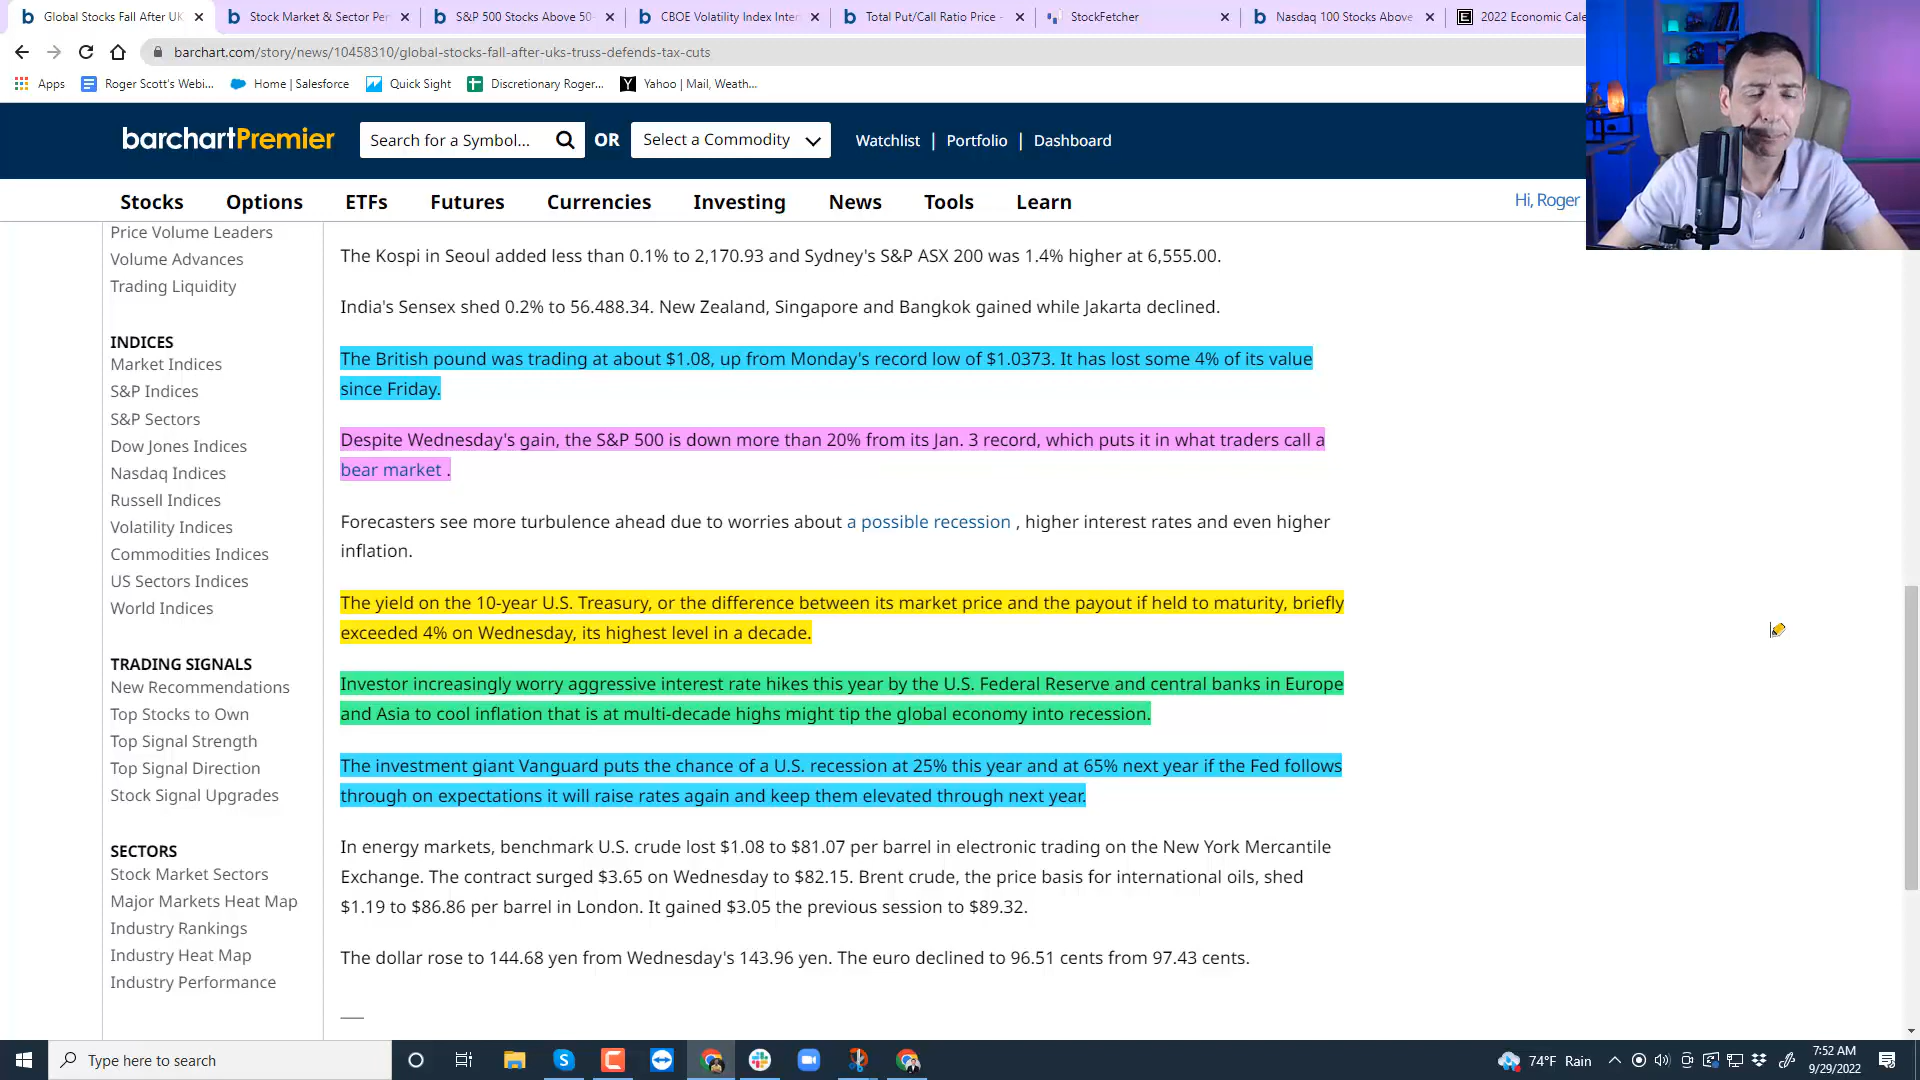 Global Stocks Fall After UK
Stock Market & Sector Per
S&P 500 Stocks Above 50-
CBOE Volatility Index Inter
Total Put/Call Ratio Price -
StockFetcher
Nasdaq 100 Stocks Above
2022 Economic Cale
barchart.com/story/news/10458310/global-stocks-fall-after-uks-truss-defends-tax-cuts
Apps
Roger Scott's Webi...
Home | Salesforce
Quick Sight
Discretionary Roger...
Yahoo | Mail, Weath...
barchartPremier
Search for a Symbol...
OR
Select a Commodity
Watchlist | Portfolio | Dashboard
Stocks Options ETFs Futures Currencies Investing News Tools Learn
Hi, Roger
Price Volume Leaders
Volume Advances
Trading Liquidity
INDICES
Market Indices
S&P Indices
S&P Sectors
Dow Jones Indices
Nasdaq Indices
Russell Indices
Volatility Indices
Commodities Indices
US Sectors Indices
World Indices
TRADING SIGNALS
New Recommendations
Top Stocks to Own
Top Signal Strength
Top Signal Direction
Stock Signal Upgrades
SECTORS
Stock Market Sectors
Major Markets Heat Map
Industry Rankings
Industry Heat Map
Industry Performance
The Kospi in Seoul added less than 0.1% to 2,170.93 and Sydney's S&P ASX 200 was 1.4% higher at 6,555.00.
India's Sensex shed 0.2% to 56.488.34. New Zealand, Singapore and Bangkok gained while Jakarta declined.
The British pound was trading at about $1.08, up from Monday's record low of $1.0373. It has lost some 4% of its value
since Friday.
Despite Wednesday's gain, the S&P 500 is down more than 20% from its Jan. 3 record, which puts it in what traders call a
bear market .
Forecasters see more turbulence ahead due to worries about a possible recession , higher interest rates and even higher
inflation.
The yield on the 10-year U.S. Treasury, or the difference between its market price and the payout if held to maturity, briefly
exceeded 4% on Wednesday, its highest level in a decade.
Investor increasingly worry aggressive interest rate hikes this year by the U.S. Federal Reserve and central banks in Europe
and Asia to cool inflation that is at multi-decade highs might tip the global economy into recession.
The investment giant Vanguard puts the chance of a U.S. recession at 25% this year and at 65% next year if the Fed follows
through on expectations it will raise rates again and keep them elevated through next year.
In energy markets, benchmark U.S. crude lost $1.08 to $81.07 per barrel in electronic trading on the New York Mercantile
Exchange. The contract surged $3.65 on Wednesday to $82.15. Brent crude, the price basis for international oils, shed
$1.19 to $86.86 per barrel in London. It gained $3.05 the previous session to $89.32.
The dollar rose to 144.68 yen from Wednesday's 143.96 yen. The euro declined to 96.51 cents from 97.43 cents.
Type here to search
74°F Rain
7:52 AM
9/29/2022